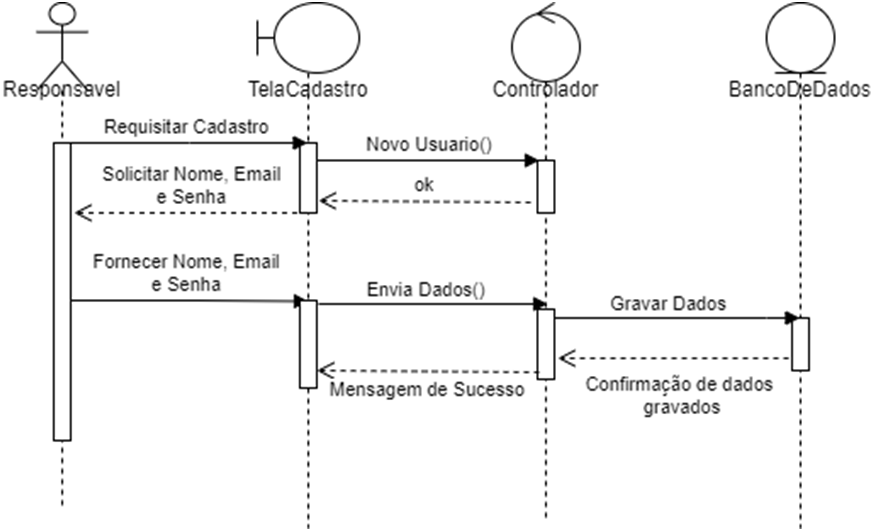 Responsavel
TelaCadastro
Controlador
BancoDeDados
Requisitar Cadastro
Novo Usuario()
Solicitar Nome, Email
e Senha
ok
Fornecer Nome, Email
e Senha
Envia Dados()
Gravar Dados
Mensagem de Sucesso
Confirmação de dados
gravados